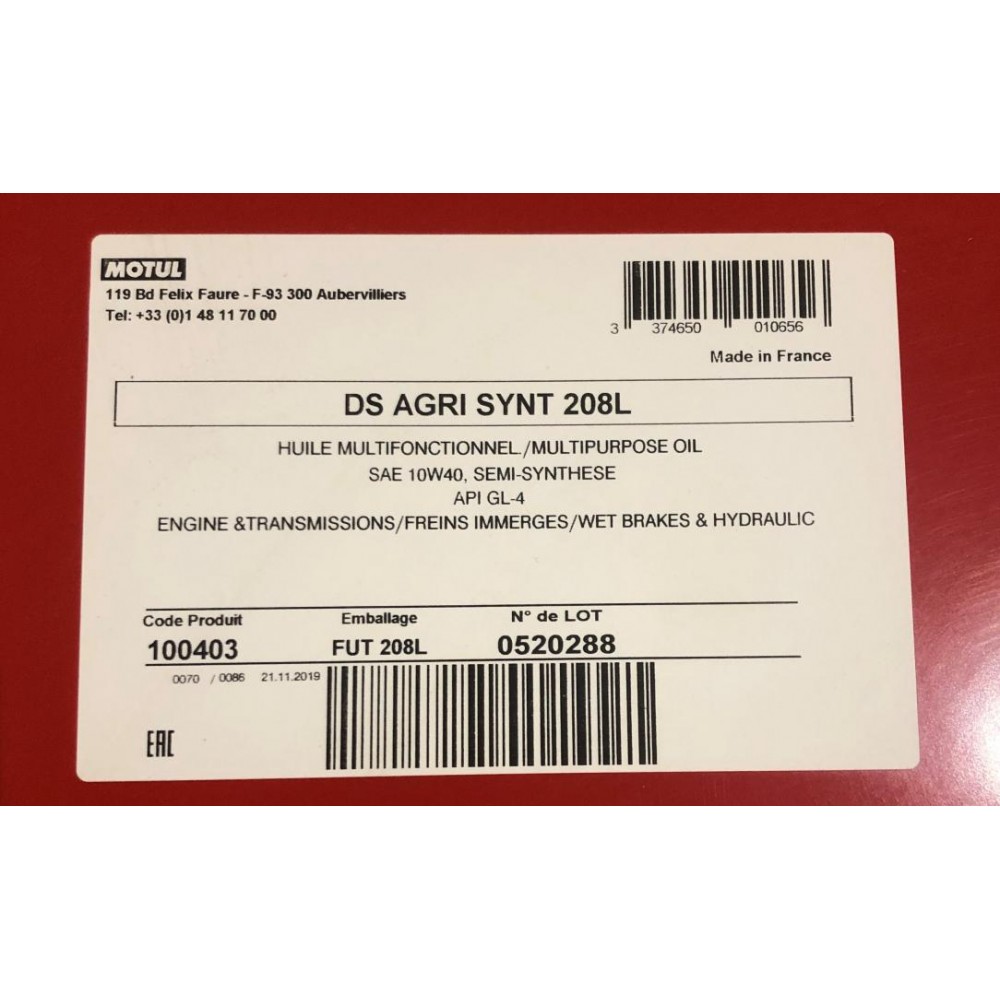 MOTUL
119 Bd Felix Faure - F-93 300 Aubervilliers
Tel: +33 (0)1 48 11 70 00
3 374650 010656
Made in France
DS AGRI SYNT 208L
HUILE MULTIFONCTIONNEL/MULTIPURPOSE OIL
SAE 10W40, SEMI-SYNTHESE
API GL-4
ENGINE &TRANSMISSIONS/FREINS IMMERGES/WET BRAKES & HYDRAULIC
Code Produit Emballage N° de LOT
100403 FUT 208L 0520288
0070 / 0086 21.11.2019
EAC